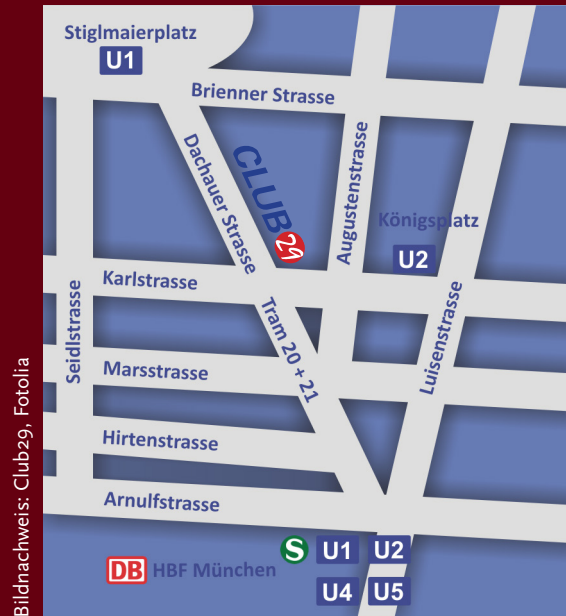 Stiglmaierplatz
U1
Brienner Strasse
Dachauer Strasse
CLUB 29
Augustenstrasse
Königsplatz
U2
Karlstrasse
Seidlstrasse
Tram 20 + 21
Luisenstrasse
Marsstrasse
Hirtenstrasse
Arnulfstrasse
S U1 U2
DB HBF München
U4 U5
Bildnachweis: Club29, Fotolia